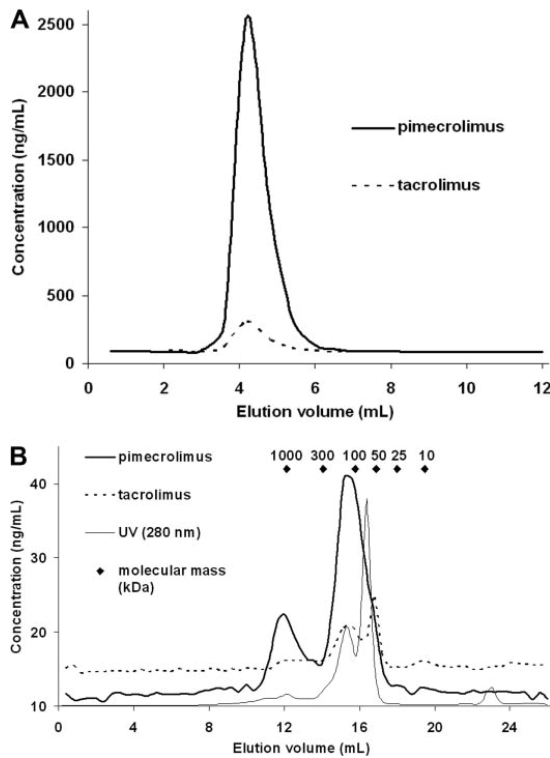 A
2500
2000
1500
1000
500
0
Concentration (ng/mL)
pimecrolimus
tacrolimus
0 2 4 6 8 10 12
Elution volume (mL)
B
pimecrolimus
tacrolimus
UV (280 nm)
molecular mass
(kDa)
1000 300 100 50 25 10
40
30
20
10
Concentration (ng/mL)
0 4 8 12 16 20 24
Elution volume (mL)